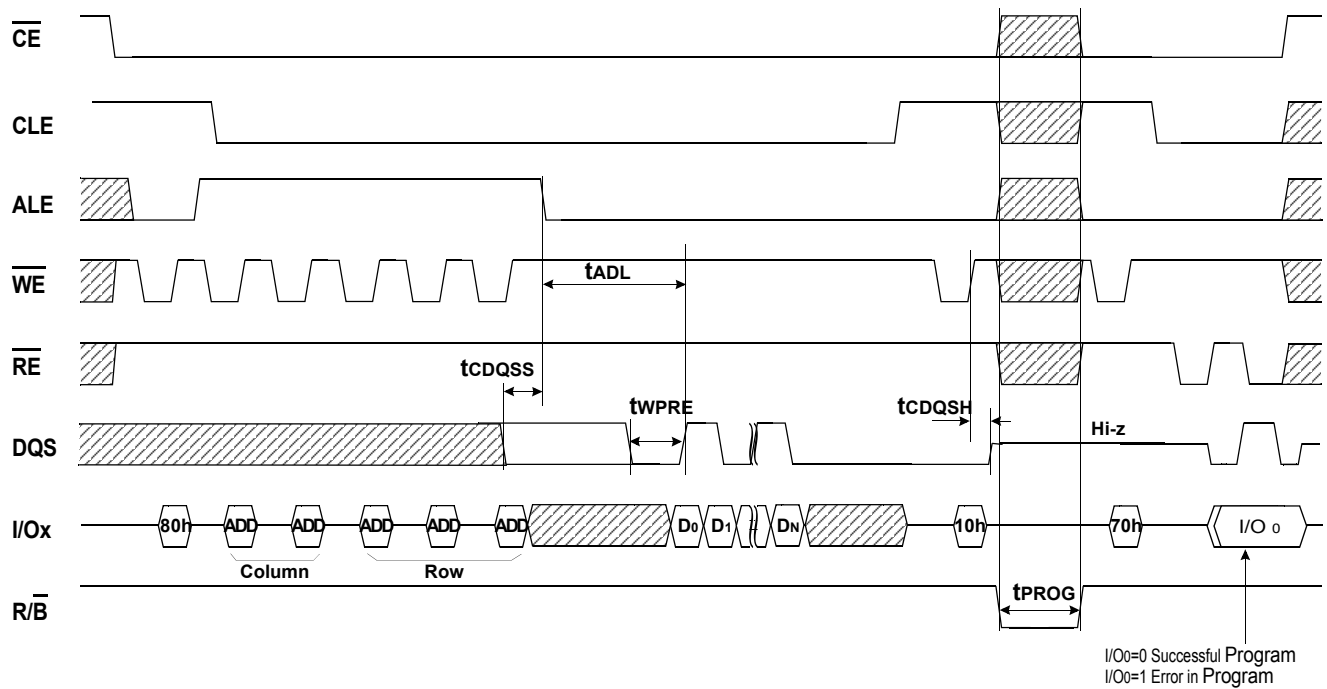 CE
CLE
ALE
WE
tADL
RE
tCDQSS
tWPRE
tCDQSH
DQS
Hi-z
I/Ox
80h
ADD
ADD
ADD
ADD
ADD
D0
D1
DN
10h
70h
I/O 0
Column
Row
R/B
tPROG
I/O0=0 Successful Program
I/O0=1 Error in Program